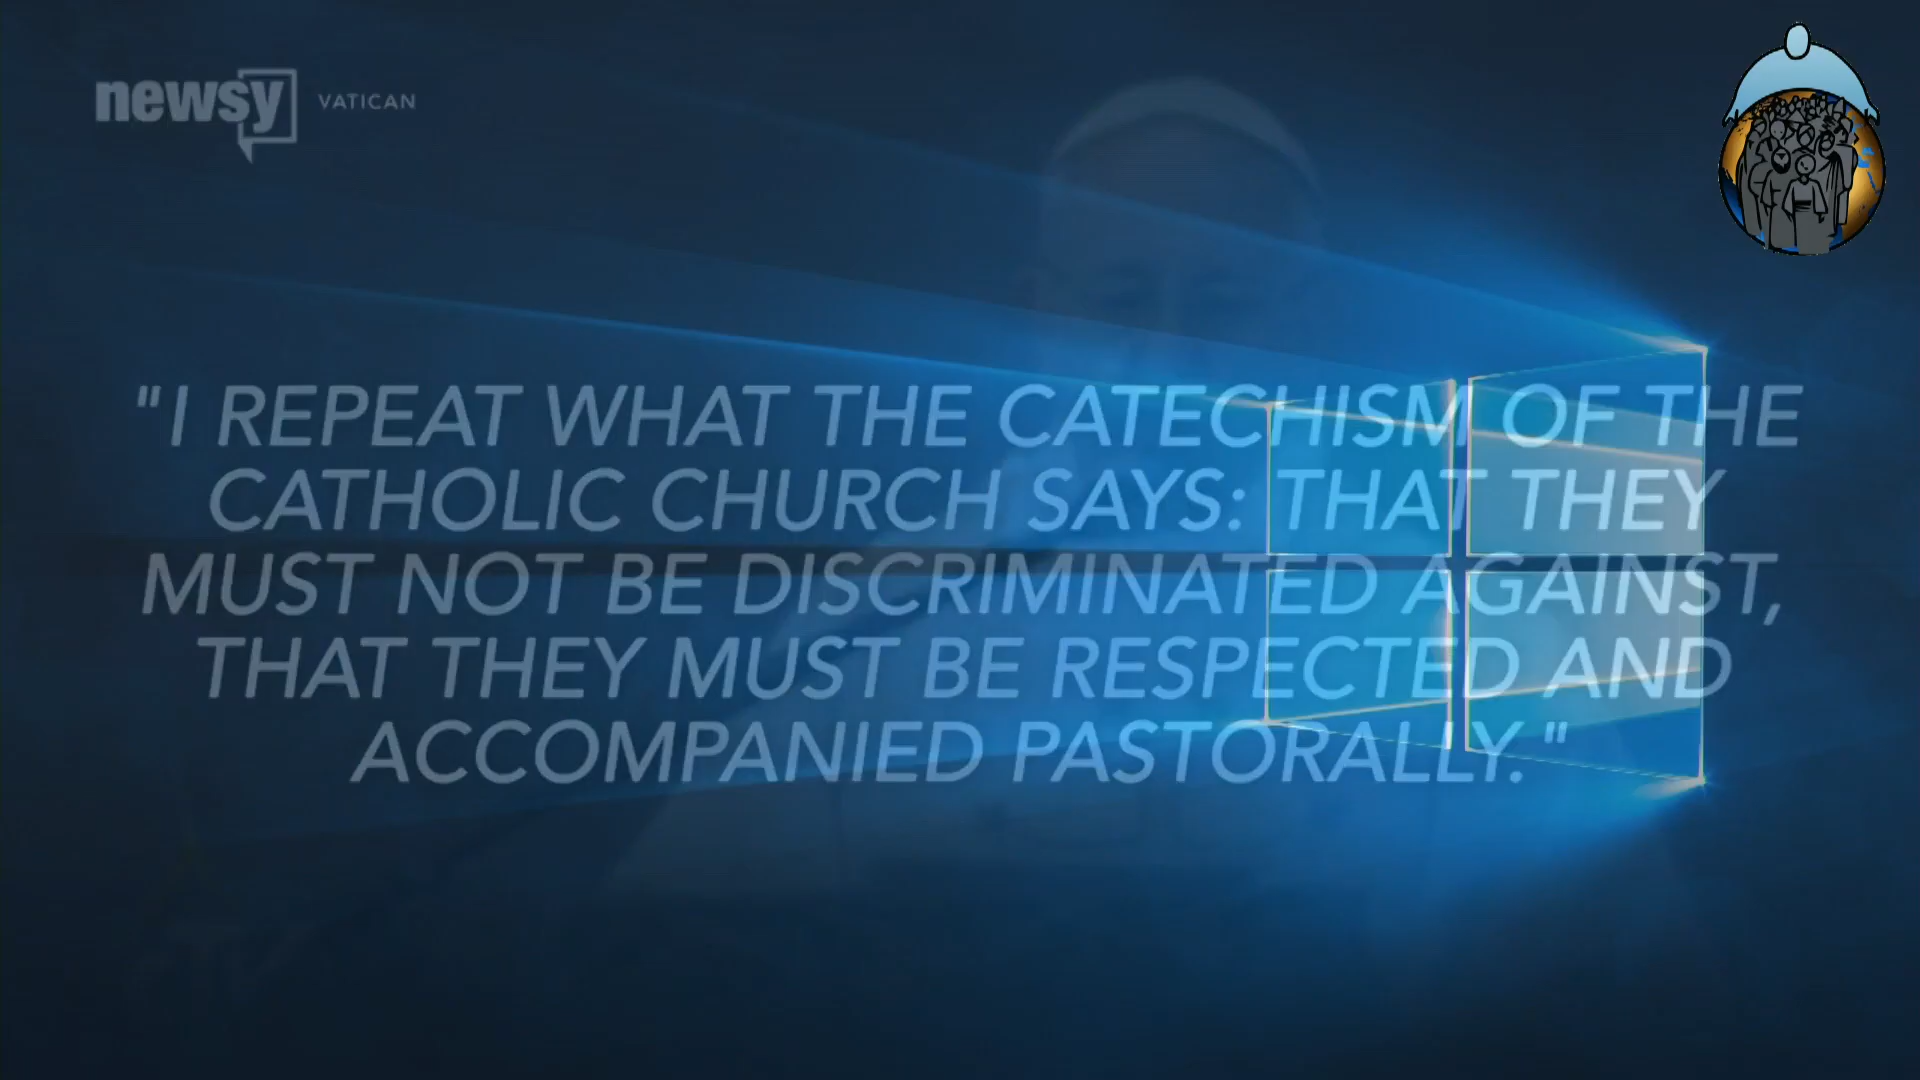 newsy VATICAN
"I REPEAT WHAT THE CATECHISM OF THE
CATHOLIC CHURCH SAYS: THAT THEY
MUST NOT BE DISCRIMINATED AGAINST,
THAT THEY MUST BE RESPECTED AND
ACCOMPANIED PASTORALLY."